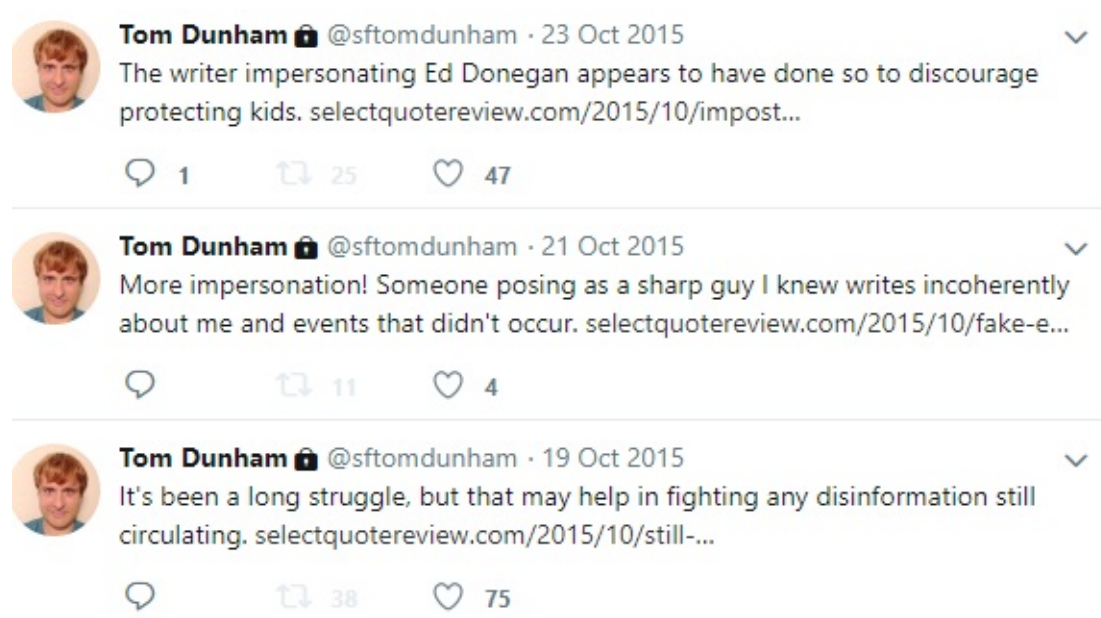 Tom Dunham @sftomdunham · 23 Oct 2015
The writer impersonating Ed Donegan appears to have done so to discourage
protecting kids. selectquotereview.com/2015/10/impost...
1 25 47
Tom Dunham @sftomdunham · 21 Oct 2015
More impersonation! Someone posing as a sharp guy I knew writes incoherently
about me and events that didn't occur. selectquotereview.com/2015/10/fake-e...
11 4
Tom Dunham @sftomdunham · 19 Oct 2015
It's been a long struggle, but that may help in fighting any disinformation still
circulating. selectquotereview.com/2015/10/still-...
38 75